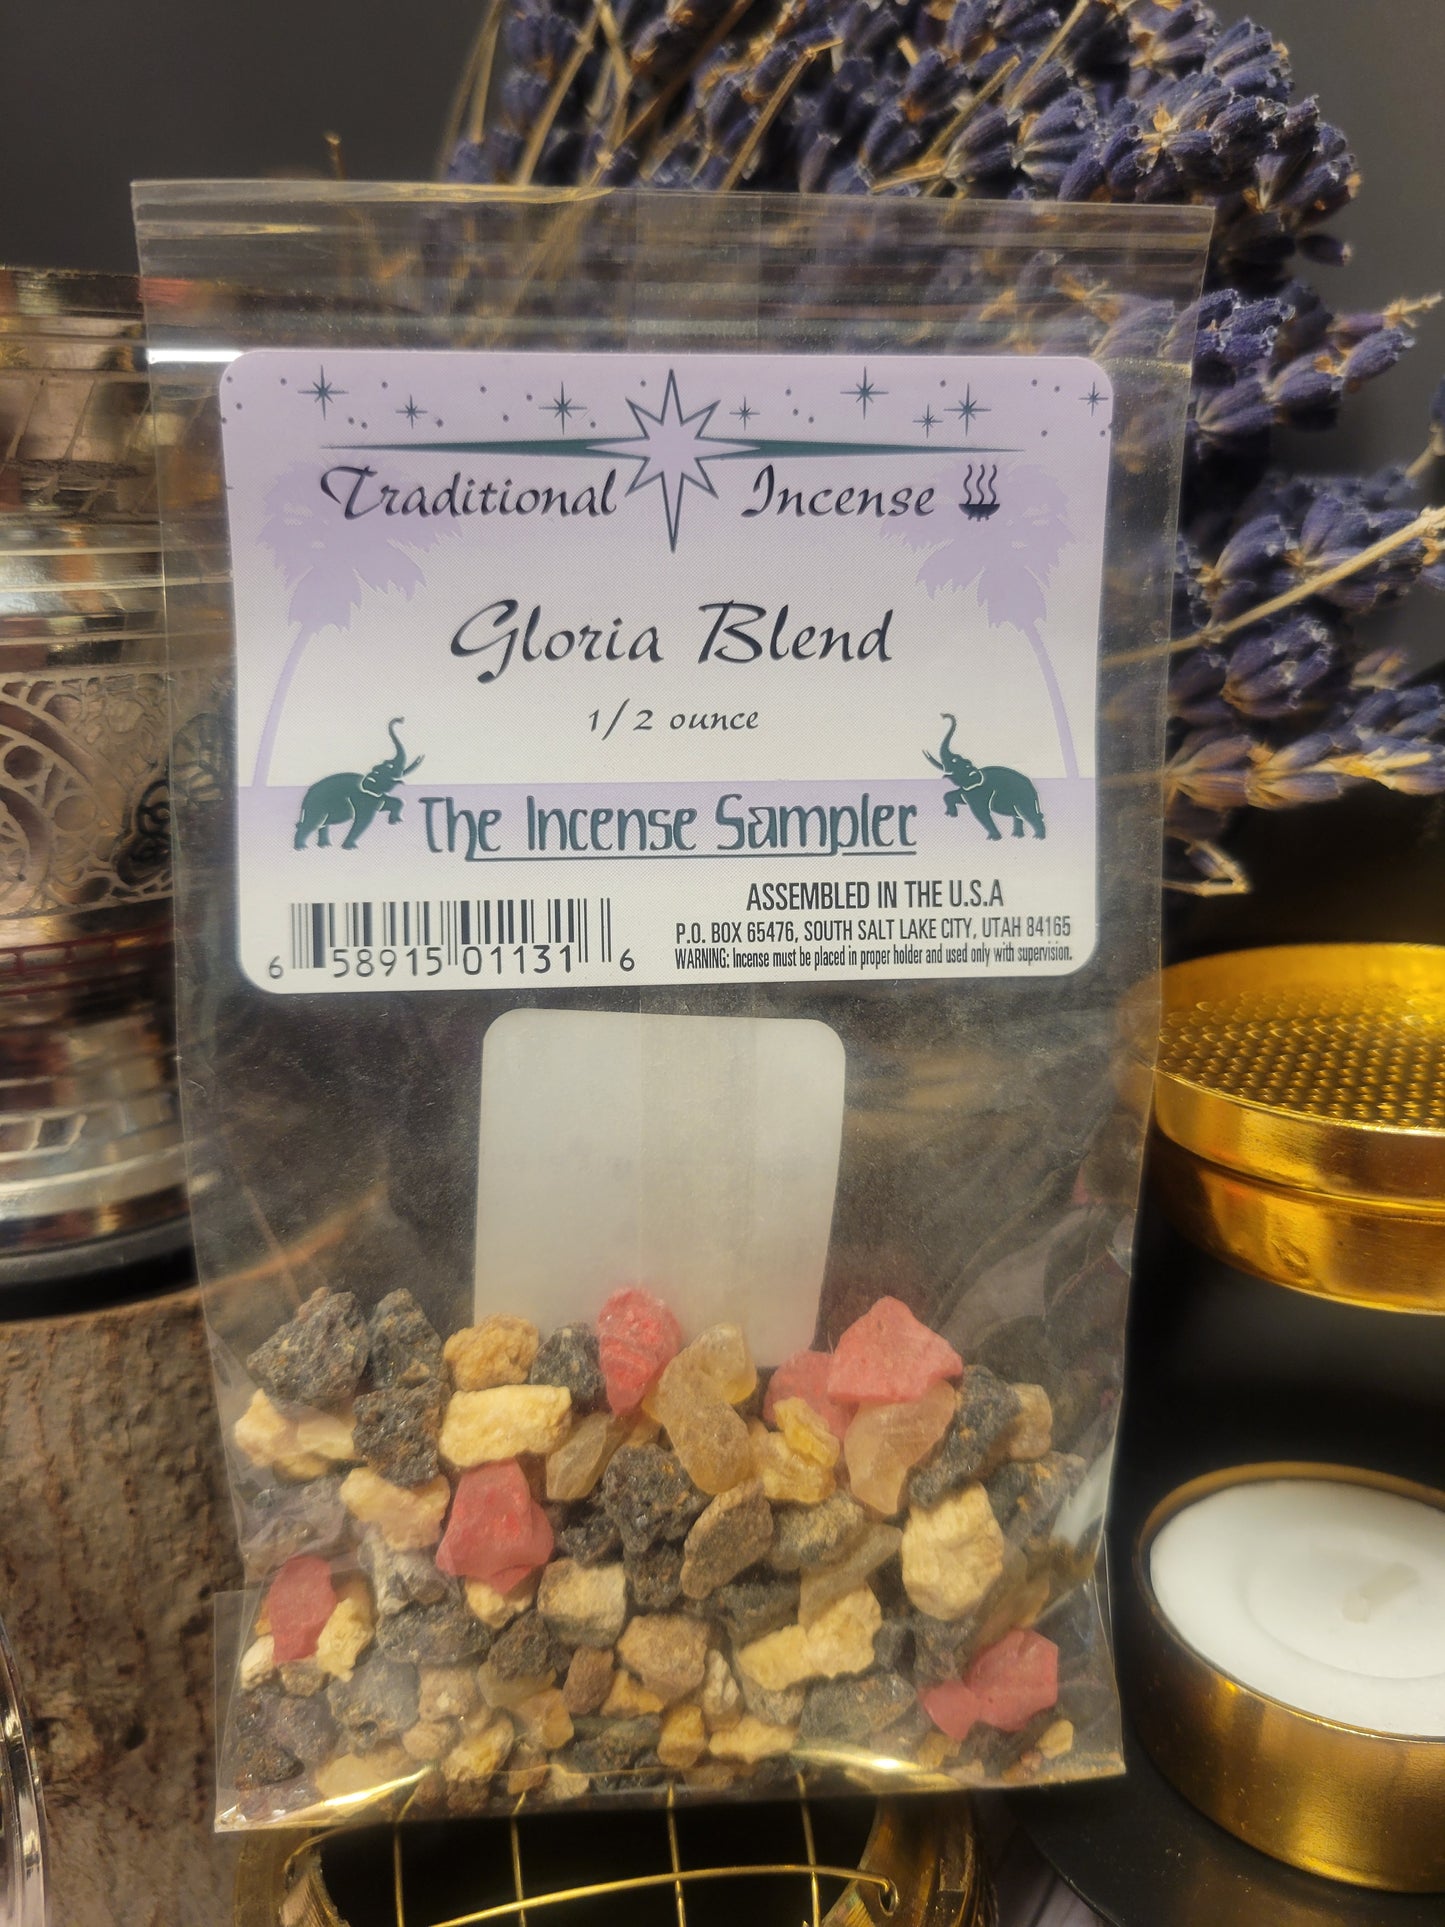 Traditional Incense
Gloria Blend
1/2 ounce
The Incense Sampler
ASSEMBLED IN THE U.S.A
P.O. BOX 65476, SOUTH SALT LAKE CITY, UTAH 84165
WARNING: Incense must be placed in proper holder and used only with supervision.
6 58915 01131 6